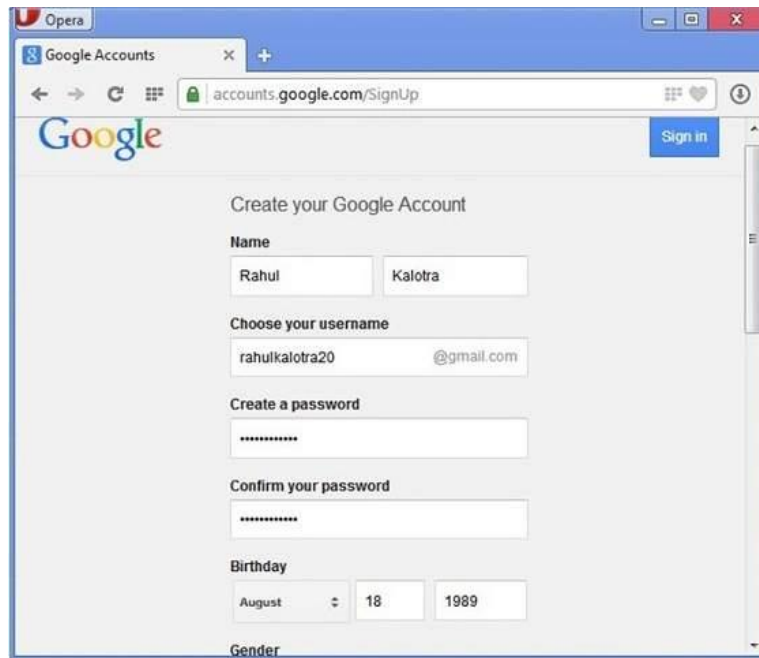 Opera
Google Accounts
accounts.google.com/SignUp
Google
Sign in
Create your Google Account
Name
Rahul Kalotra
Choose your username
rahulkalotra20 @gmail.com
Create a password
••••••••••••
Confirm your password
••••••••••••
Birthday
August 18 1989
Gender